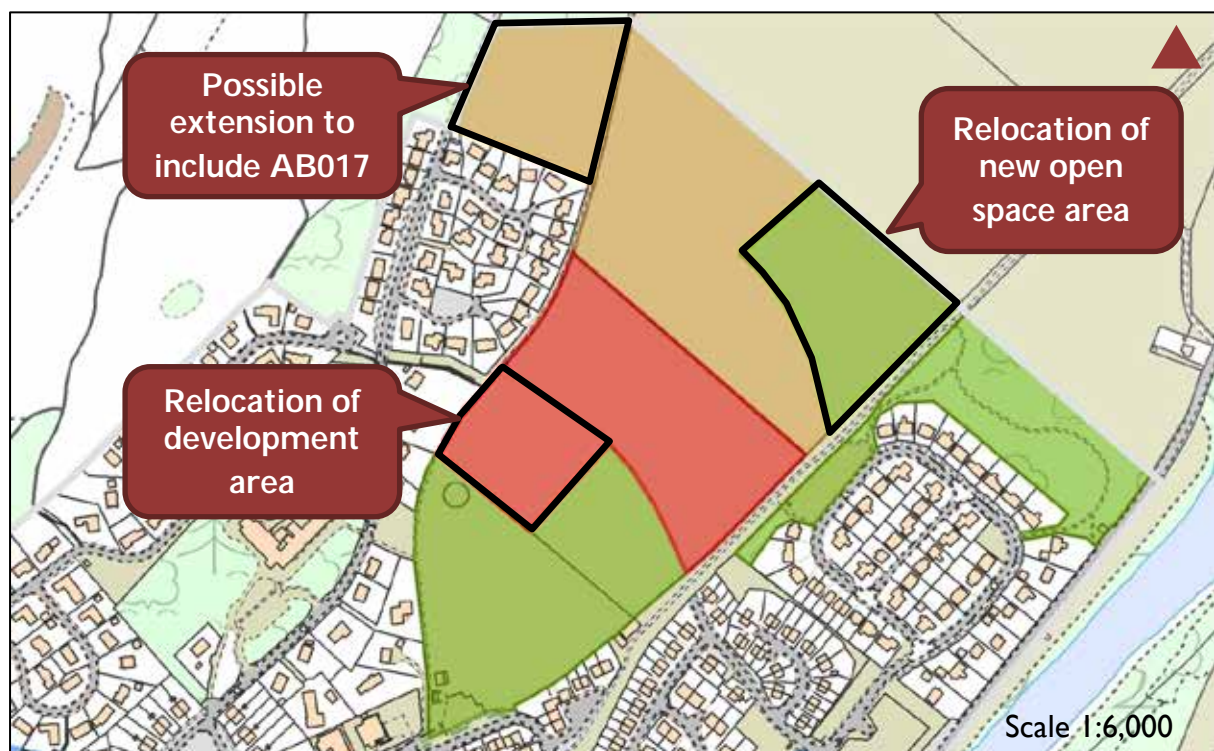 Possible
extension to
include AB017
Relocation of
new open
space area
Relocation of
development
area
Scale 1:6,000